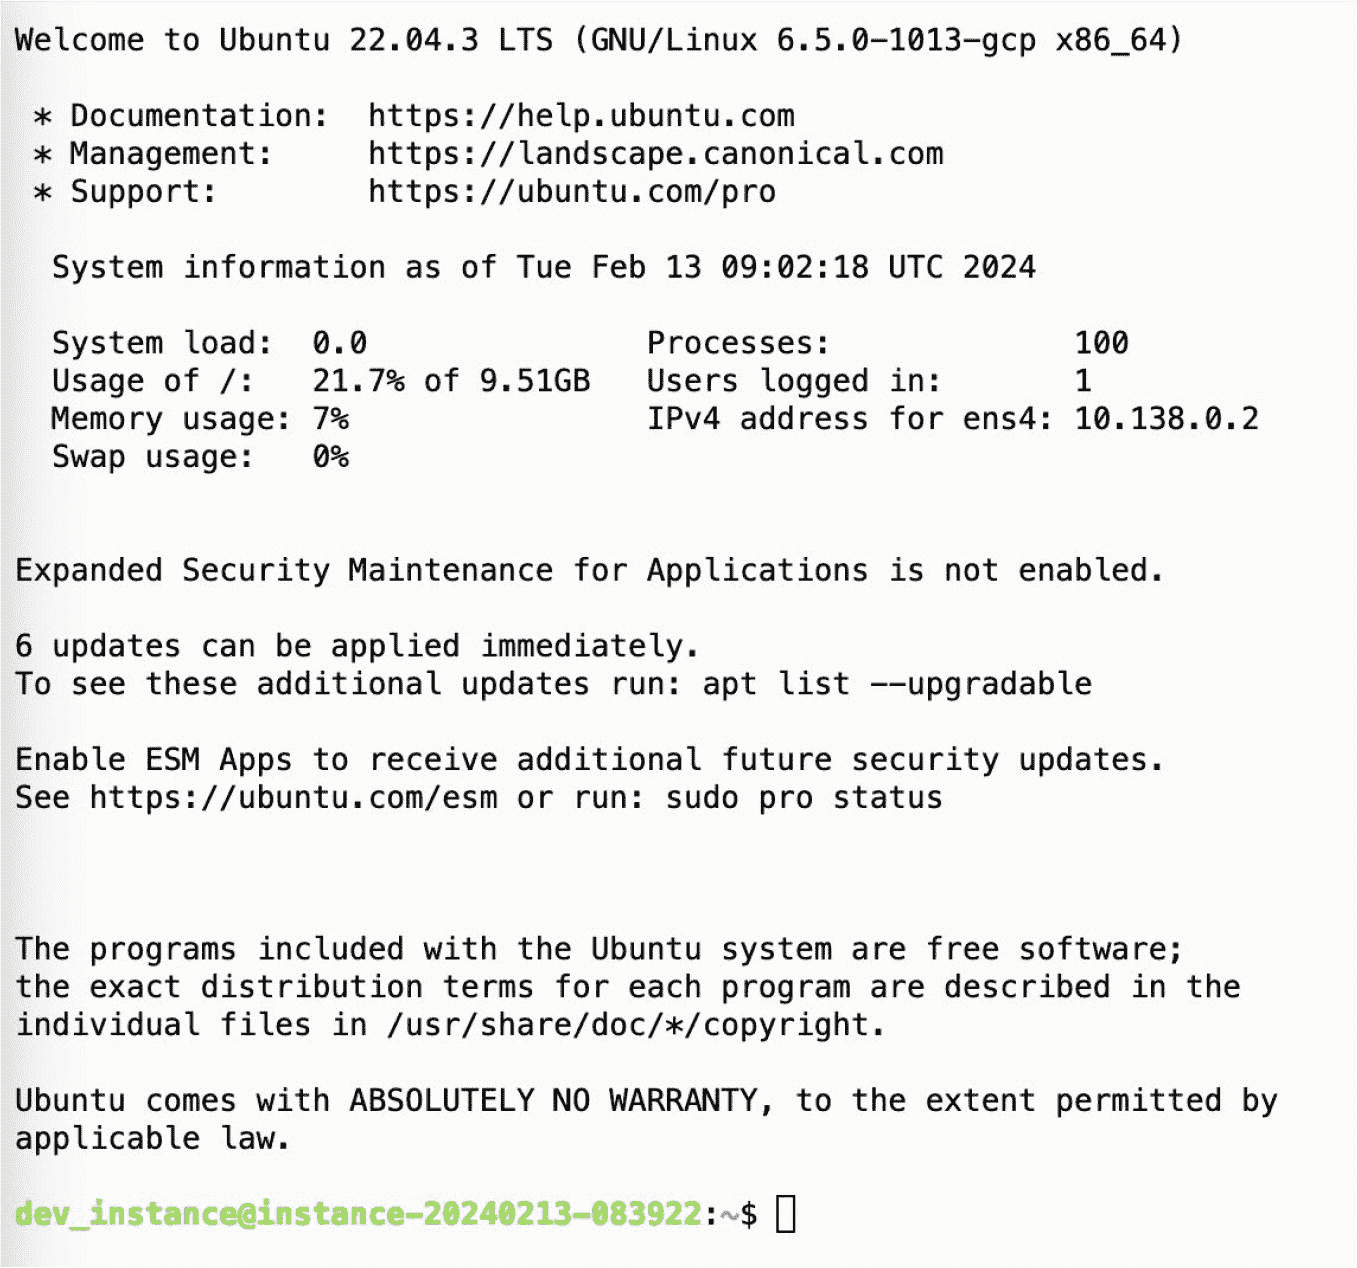 Welcome to Ubuntu 22.04.3 LTS (GNU/Linux 6.5.0-1013-gcp x86_64)

 * Documentation:  https://help.ubuntu.com
 * Management:     https://landscape.canonical.com
 * Support:        https://ubuntu.com/pro

  System information as of Tue Feb 13 09:02:18 UTC 2024

  System load:  0.0               Processes:             100
  Usage of /:   21.7% of 9.51GB   Users logged in:       1
  Memory usage: 7%                IPv4 address for ens4: 10.138.0.2
  Swap usage:   0%


Expanded Security Maintenance for Applications is not enabled.

6 updates can be applied immediately.
To see these additional updates run: apt list --upgradable

Enable ESM Apps to receive additional future security updates.
See https://ubuntu.com/esm or run: sudo pro status



The programs included with the Ubuntu system are free software;
the exact distribution terms for each program are described in the
individual files in /usr/share/doc/*/copyright.

Ubuntu comes with ABSOLUTELY NO WARRANTY, to the extent permitted by
applicable law.

dev_instance@instance-20240213-083922:~$